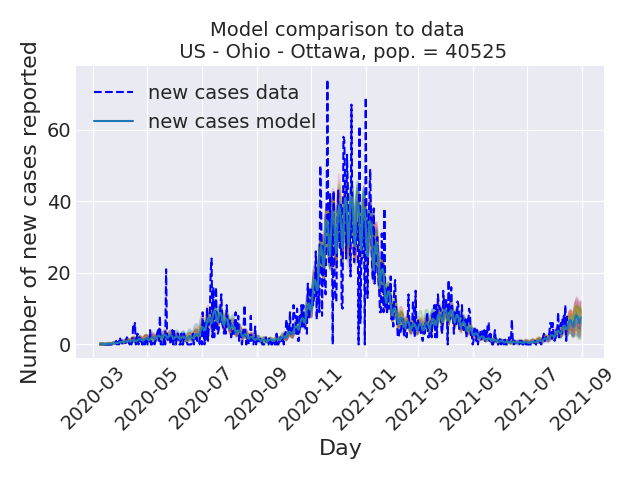 Model comparison to data
US - Ohio - Ottawa, pop. = 40525
Number of new cases reported
new cases data
new cases model
60
40
20
0
2020-03
2020-05
2020-07
2020-09
2020-11
2021-01
2021-03
2021-05
2021-07
2021-09
Day